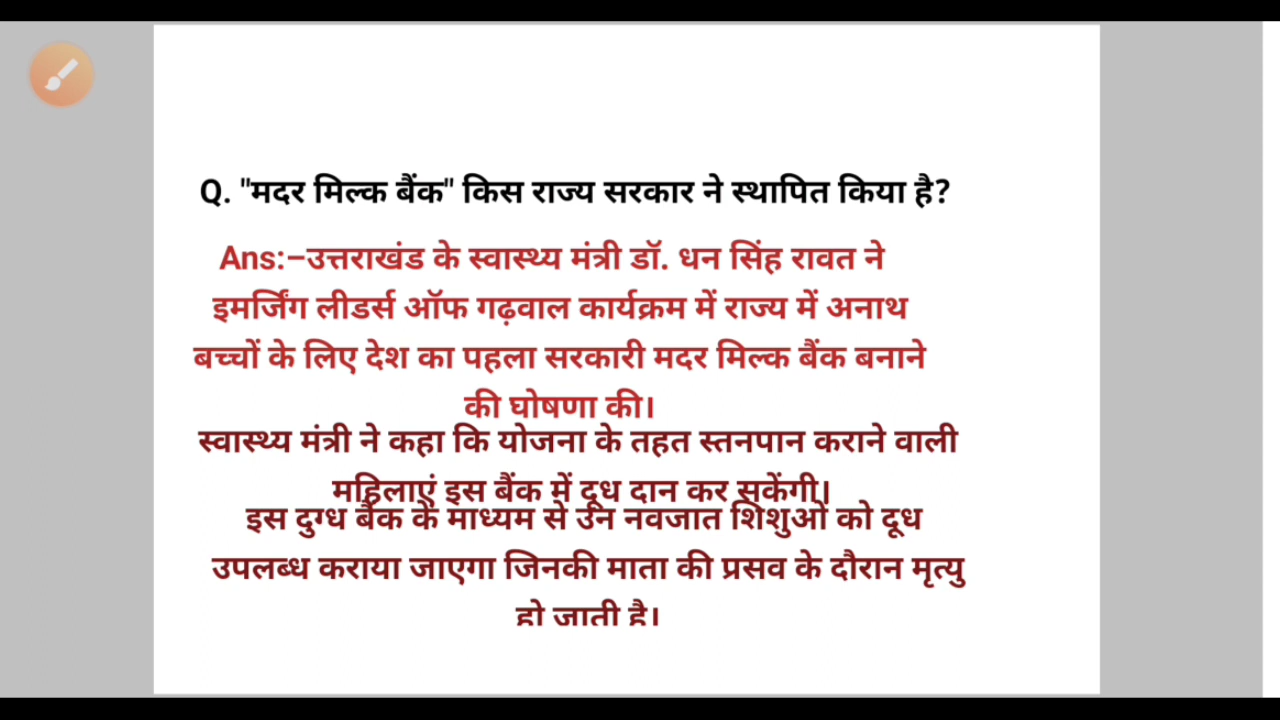 Q. "मदर मिल्क बैंक" किस राज्य सरकार ने स्थापित किया है?
Ans:–उत्तराखंड के स्वास्थ्य मंत्री डॉ. धन सिंह रावत ने
इमर्जिंग लीडर्स ऑफ गढ़वाल कार्यक्रम में राज्य में अनाथ
बच्चों के लिए देश का पहला सरकारी मदर मिल्क बैंक बनाने
की घोषणा की।
स्वास्थ्य मंत्री ने कहा कि योजना के तहत स्तनपान कराने वाली
महिलाएं इस बैंक में दूध दान कर सकेंगी।
इस दुग्ध बैंक के माध्यम से उन नवजात शिशुओं को दूध
उपलब्ध कराया जाएगा जिनकी माता की प्रसव के दौरान मृत्यु
हो जाती है।